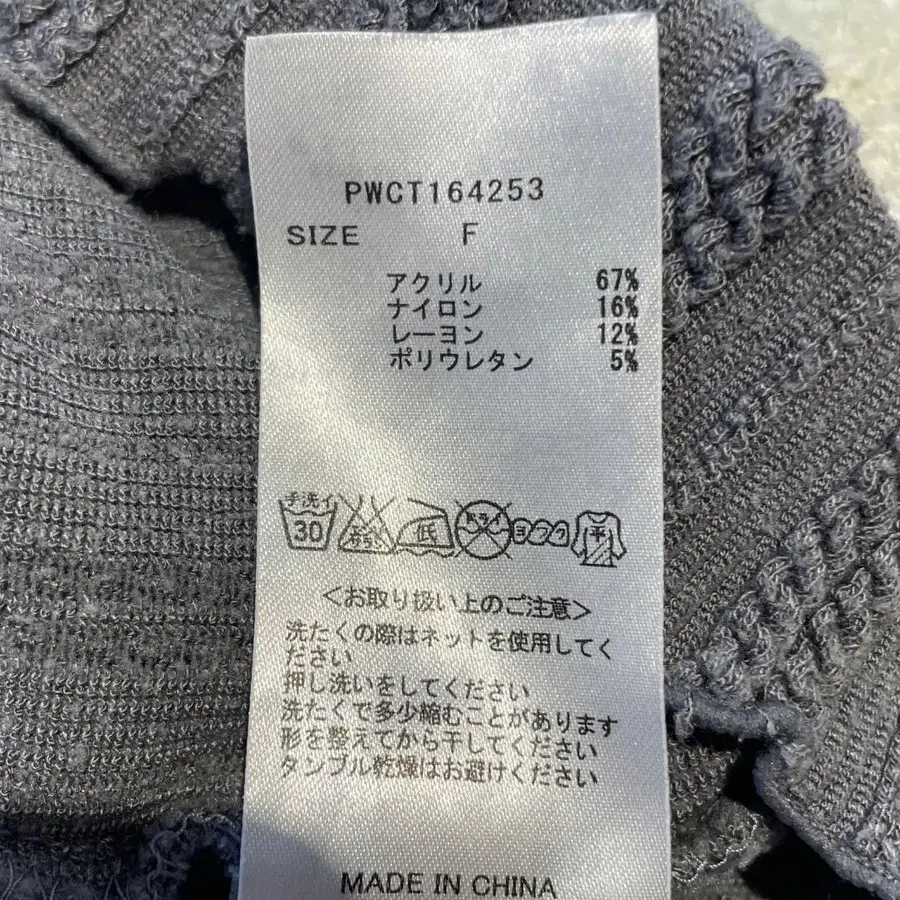 PWCT164253
SIZE F
アクリル 67%
ナイロン 16%
レーヨン 12%
ポリウレタン 5%
手洗イ
30 低 ヨワク 平
<お取り扱い上のご注意>
洗たくの際はネットを使用してく
ださい
押し洗いをしてください
洗たくで多少縮むことがあります
形を整えてから干してください
タンブル乾燥はお避けください
MADE IN CHINA